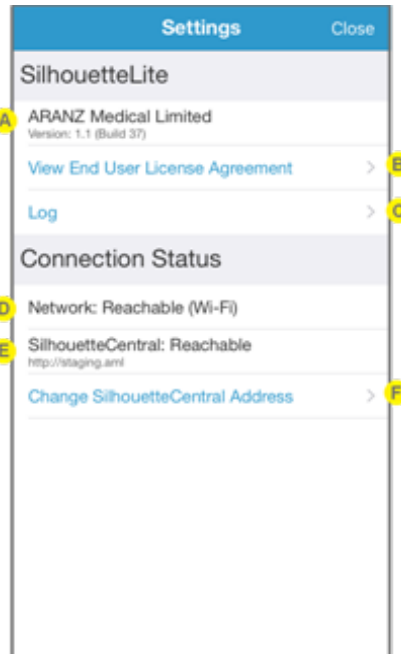 Settings Close
SilhouetteLite
A ARANZ Medical Limited
Version: 1.1 (Build 37)
View End User License Agreement B
Log C
Connection Status
D Network: Reachable (Wi-Fi)
E SilhouetteCentral: Reachable
http://staging.aml
Change SilhouetteCentral Address F